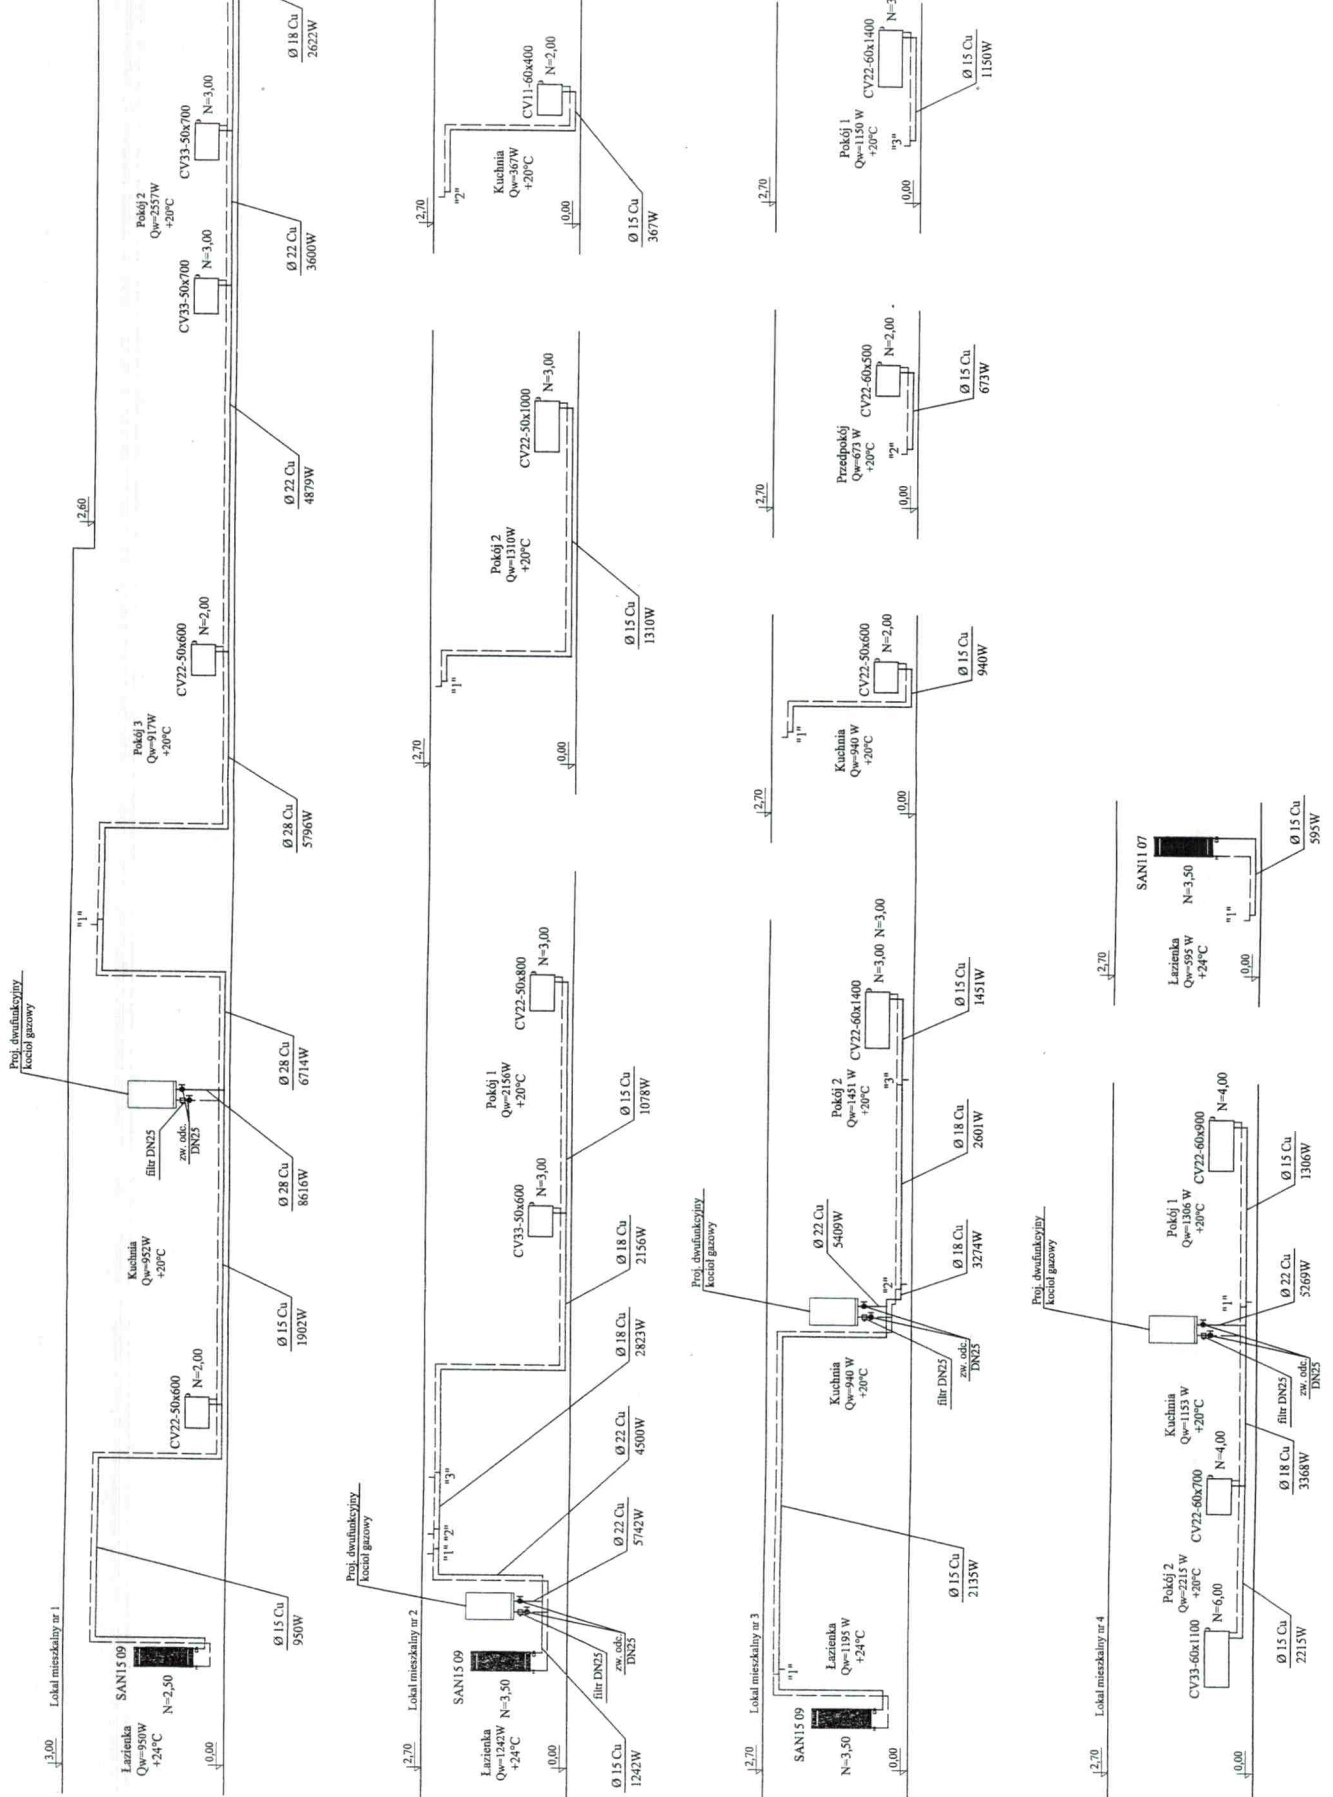 Lokal mieszkalny nr 1
3,00
0,00
Łazienka
Qw=950W
+24°C
SAN15 09
N=2,50
Ø 15 Cu
950W
CV22-50x600
N=2,00
Ø 15 Cu
1902W
Kuchnia
Qw=952W
+20°C
Proj. dwufunkcyjny
kocioł gazowy
filtr DN25
zw. odc.
DN25
Ø 28 Cu
8616W
Ø 28 Cu
6714W
"1"
Ø 28 Cu
5796W
Pokój 3
Qw=917W
+20°C
CV22-50x600
N=2,00
2,60
Ø 22 Cu
4879W
CV33-50x700
N=3,00
Ø 22 Cu
3600W
Pokój 2
Qw=2557W
+20°C
CV33-50x700
N=3,00
Ø 18 Cu
2622W
Lokal mieszkalny nr 2
2,70
0,00
Łazienka
Qw=1242W
+24°C
SAN15 09
N=3,50
Ø 15 Cu
1242W
Proj. dwufunkcyjny
kocioł gazowy
filtr DN25
zw. odc.
DN25
Ø 22 Cu
5742W
Ø 22 Cu
4500W
"1" "2"
"3"
Ø 18 Cu
2823W
Ø 18 Cu
2156W
CV33-50x600
N=3,00
Pokój 1
Qw=2156W
+20°C
Ø 15 Cu
1078W
CV22-50x800
N=3,00
2,70
0,00
"1"
Pokój 2
Qw=1310W
+20°C
Ø 15 Cu
1310W
CV22-50x1000
N=3,00
2,70
0,00
"2"
Kuchnia
Qw=367W
+20°C
Ø 15 Cu
367W
CV11-60x400
N=2,00
Lokal mieszkalny nr 3
2,70
0,00
SAN15 09
N=3,50
"1"
Łazienka
Qw=1195W
+24°C
Ø 15 Cu
2135W
Kuchnia
Qw=940 W
+20°C
Proj. dwufunkcyjny
kocioł gazowy
filtr DN25
zw. odc.
DN25
Ø 22 Cu
5409W
"2"
Ø 18 Cu
3274W
Ø 18 Cu
2601W
"3"
Pokój 2
Qw=1451 W
+20°C
Ø 15 Cu
1451W
CV22-60x1400
N=3,00 N=3,00
2,70
0,00
"1"
Kuchnia
Qw=940 W
+20°C
CV22-50x600
N=2,00
Ø 15 Cu
940W
2,70
0,00
Przedpokój
Qw=673 W
+20°C
"2"
CV22-60x500
N=2,00
Ø 15 Cu
673W
2,70
0,00
Pokój 1
Qw=1150 W
+20°C
"3"
CV22-60x1400
N=3
Ø 15 Cu
1150W
Lokal mieszkalny nr 4
2,70
0,00
CV33-60x1100
N=6,00
Pokój 2
Qw=2215 W
+20°C
Ø 15 Cu
2215W
CV22-60x700
N=4,00
Kuchnia
Qw=1153 W
+20°C
Ø 18 Cu
3368W
Proj. dwufunkcyjny
kocioł gazowy
filtr DN25
zw. odc.
DN25
"1"
Ø 22 Cu
5269W
Pokój 1
Qw=1306 W
+20°C
Ø 15 Cu
1306W
CV22-60x900
N=4,00
2,70
0,00
Łazienka
Qw=595 W
+24°C
"1"
SAN11 07
N=3,50
Ø 15 Cu
595W